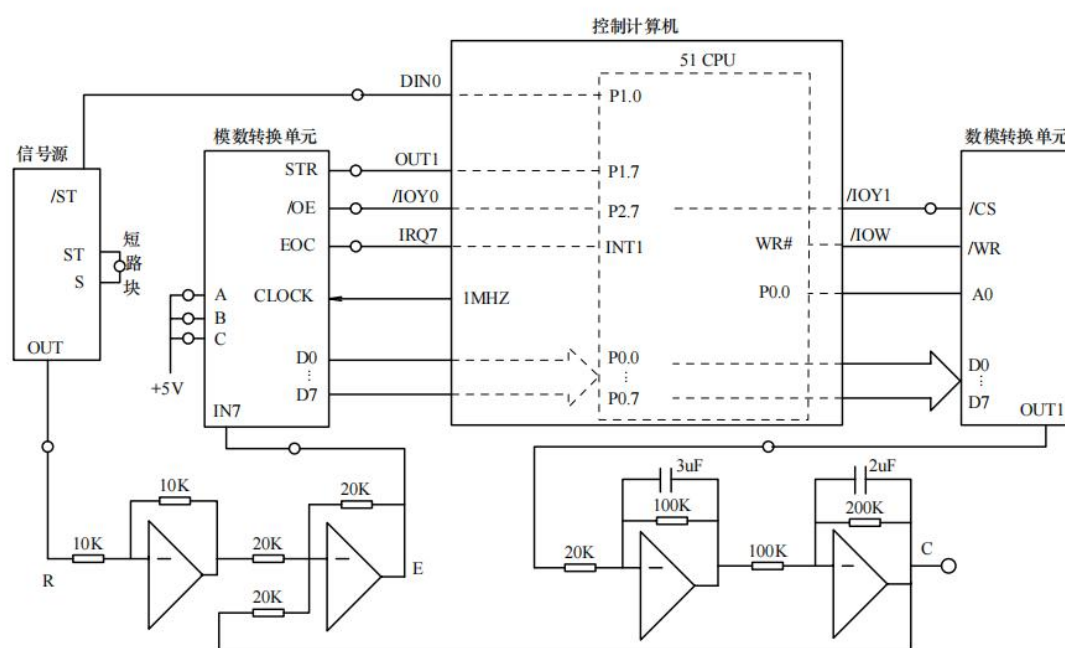 控制计算机
51 CPU
DIN0
P1.0
模数转换单元
数模转换单元
信号源
STR
OUT1
P1.7
/ST
/OE
/IOY0
P2.7
/IOY1
/CS
ST
短路块
EOC
IRQ7
INT1
WR#
/IOW
/WR
S
A
CLOCK
1MHZ
P0.0
A0
B
C
OUT
D0
P0.0
D0
+5V
D7
P0.7
D7
IN7
OUT1
3uF
2uF
10K
20K
100K
200K
10K
20K
20K
100K
C
R
E
20K